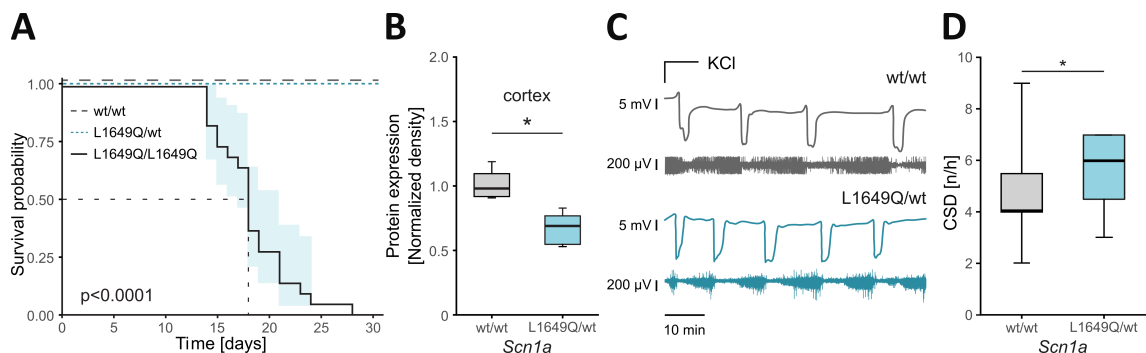 A
Survival probability
1.00
0.75
0.50
0.25
0.00
wt/wt
L1649Q/wt
L1649Q/L1649Q
p<0.0001
0 5 10 15 20 25 30
Time [days]
B
Protein expression
[Normalized density]
2.0
1.5
1.0
0.5
0.0
cortex
*
wt/wt L1649Q/wt
Scn1a
C
KCl
wt/wt
5 mV
200 µV
L1649Q/wt
5 mV
200 µV
10 min
D
CSD [n/h]
10
8
6
4
2
0
*
wt/wt L1649Q/wt
Scn1a